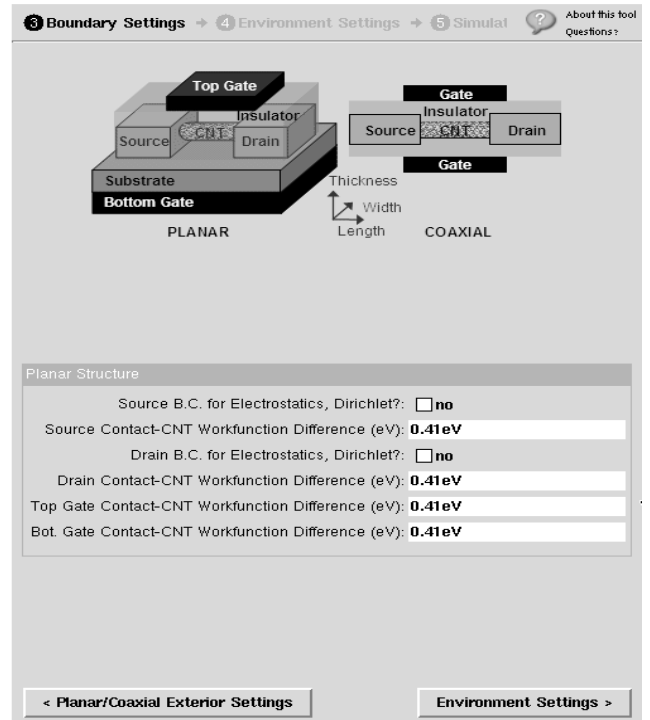 3 Boundary Settings → 4 Environment Settings → 5 Simulat
? About this tool
Questions?
Top Gate
Insulator
Source CNT Drain
Substrate
Bottom Gate
PLANAR
Gate
Insulator
Source CNT Drain
Gate
Thickness
Width
Length
COAXIAL
Planar Structure
Source B.C. for Electrostatics, Dirichlet?: no
Source Contact-CNT Workfunction Difference (eV): 0.41eV
Drain B.C. for Electrostatics, Dirichlet?: no
Drain Contact-CNT Workfunction Difference (eV): 0.41eV
Top Gate Contact-CNT Workfunction Difference (eV): 0.41eV
Bot. Gate Contact-CNT Workfunction Difference (eV): 0.41eV
< Planar/Coaxial Exterior Settings
Environment Settings >